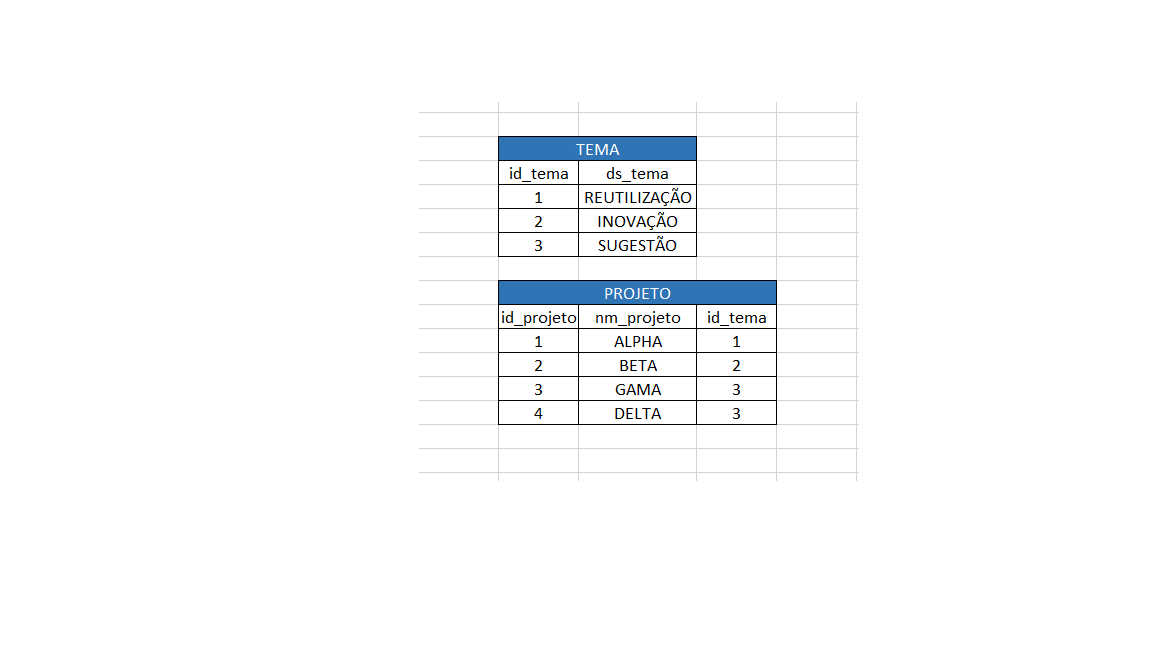 TEMA
id_tema ds_tema
1 REUTILIZAÇÃO
2 INOVAÇÃO
3 SUGESTÃO
PROJETO
id_projeto nm_projeto id_tema
1 ALPHA 1
2 BETA 2
3 GAMA 3
4 DELTA 3